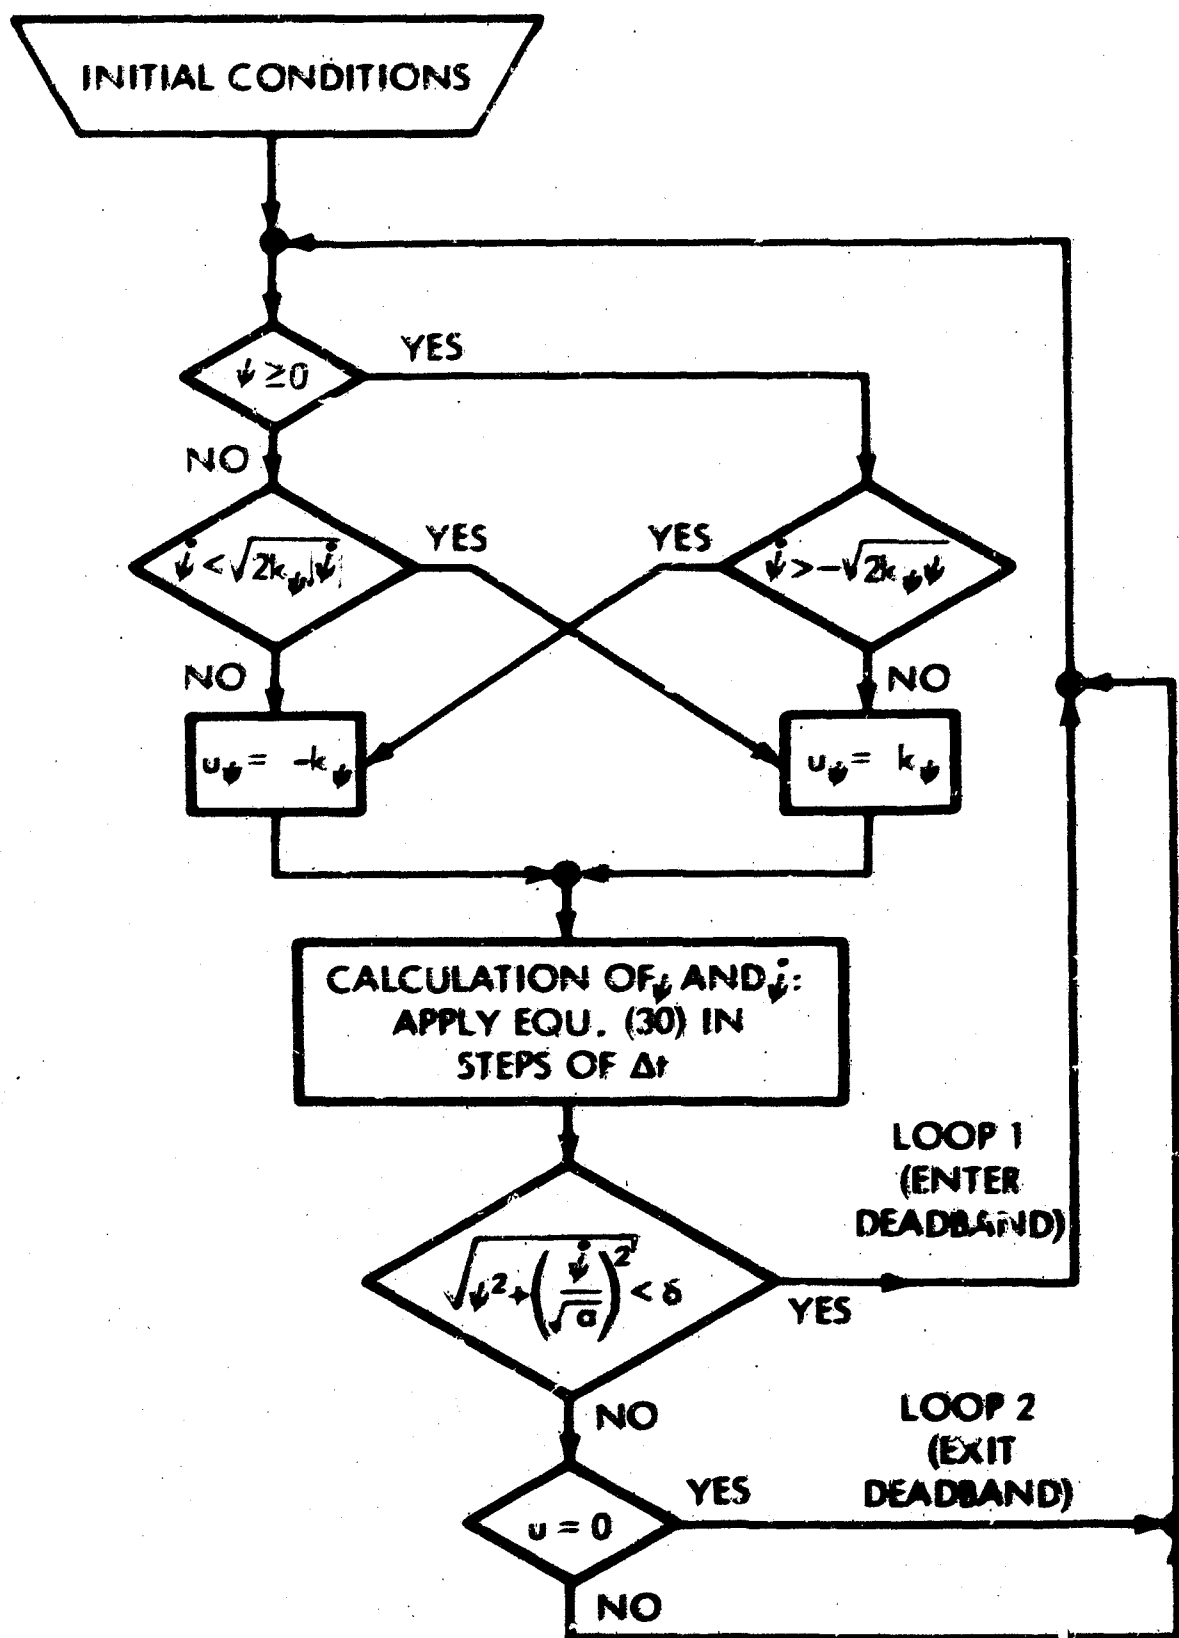 INITIAL CONDITIONS
ψ ≥ 0
YES
NO
ψ̇ < √2k_ψ|ψ̇|
YES
YES
ψ̇ > -√2k_ψ ψ
NO
NO
u_ψ = -k_ψ
u_ψ = k_ψ
CALCULATION OF ψ AND ψ̇:
APPLY EQU. (30) IN
STEPS OF Δt
LOOP 1
(ENTER
DEADBAND)
√ψ² + (ψ̇/√a)² < δ
YES
NO
LOOP 2
(EXIT
DEADBAND)
YES
u = 0
NO